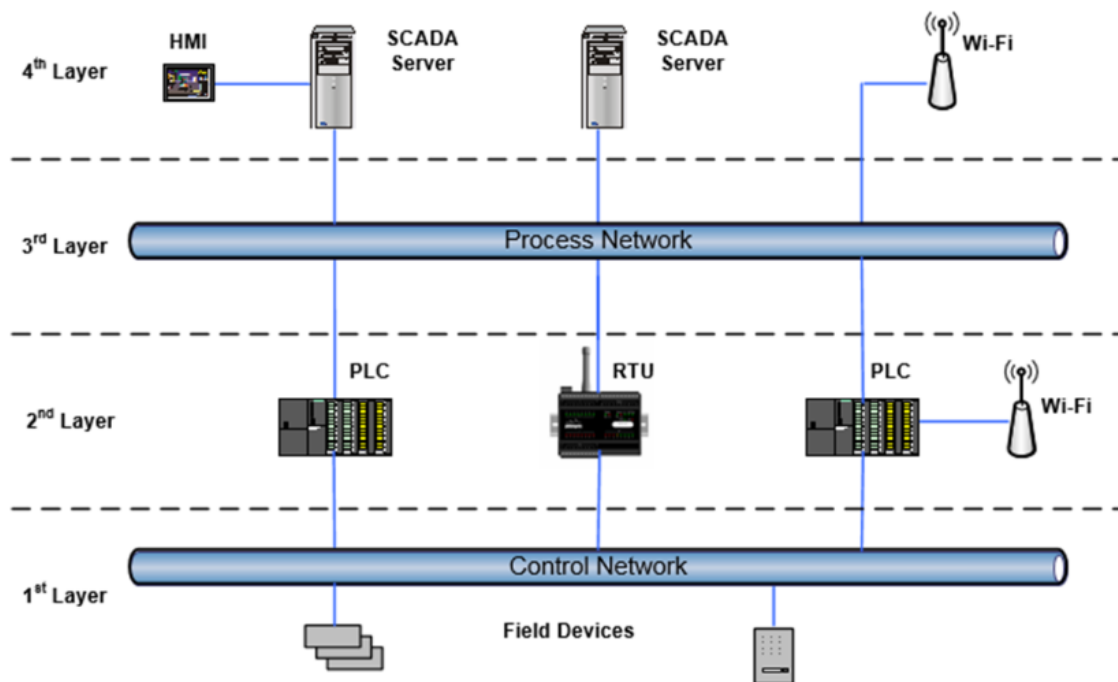 HMI
SCADA
Server
SCADA
Server
Wi-Fi
4th Layer
Process Network
3rd Layer
PLC
RTU
PLC
Wi-Fi
2nd Layer
Control Network
1st Layer
Field Devices